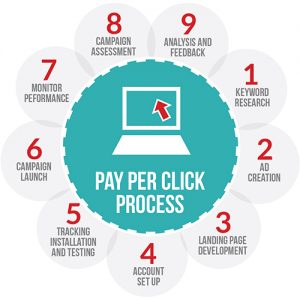 PAY PER CLICK
PROCESS
1
KEYWORD
RESEARCH
2
AD
CREATION
3
LANDING PAGE
DEVELOPMENT
4
ACCOUNT
SET UP
5
TRACKING
INSTALLATION
AND TESTING
6
CAMPAIGN
LAUNCH
7
MONITOR
PEFORMANCE
8
CAMPAIGN
ASSESSMENT
9
ANALYSIS AND
FEEDBACK